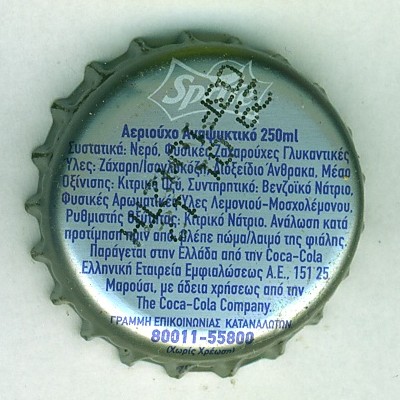 Sprite
Αεριούχο Αναψυκτικό 250ml
Συστατικά: Νερό, Φυσικές Ζαχαρούχες Γλυκαντικές
Ύλες: Ζάχαρη/Ισογλυκόζη, Διοξείδιο Άνθρακα, Μέσο
Οξίνισης: Κιτρικό Οξύ, Συντηρητικό: Βενζοϊκό Νάτριο,
Φυσικές Αρωματικές Ύλες Λεμονιού-Μοσχολέμονου,
Ρυθμιστής Οξύτητας: Κιτρικό Νάτριο. Ανάλωση κατά
προτίμηση πριν από: βλέπε πώμα/λαιμό της φιάλης.
Παράγεται στην Ελλάδα από την Coca-Cola
Ελληνική Εταιρεία Εμφιαλώσεως Α.Ε., 151 25
Μαρούσι, με άδεια χρήσεως από την
The Coca-Cola Company.
ΓΡΑΜΜΗ ΕΠΙΚΟΙΝΩΝΙΑΣ ΚΑΤΑΝΑΛΩΤΩΝ
80011-55800
(Χωρίς Χρέωση)